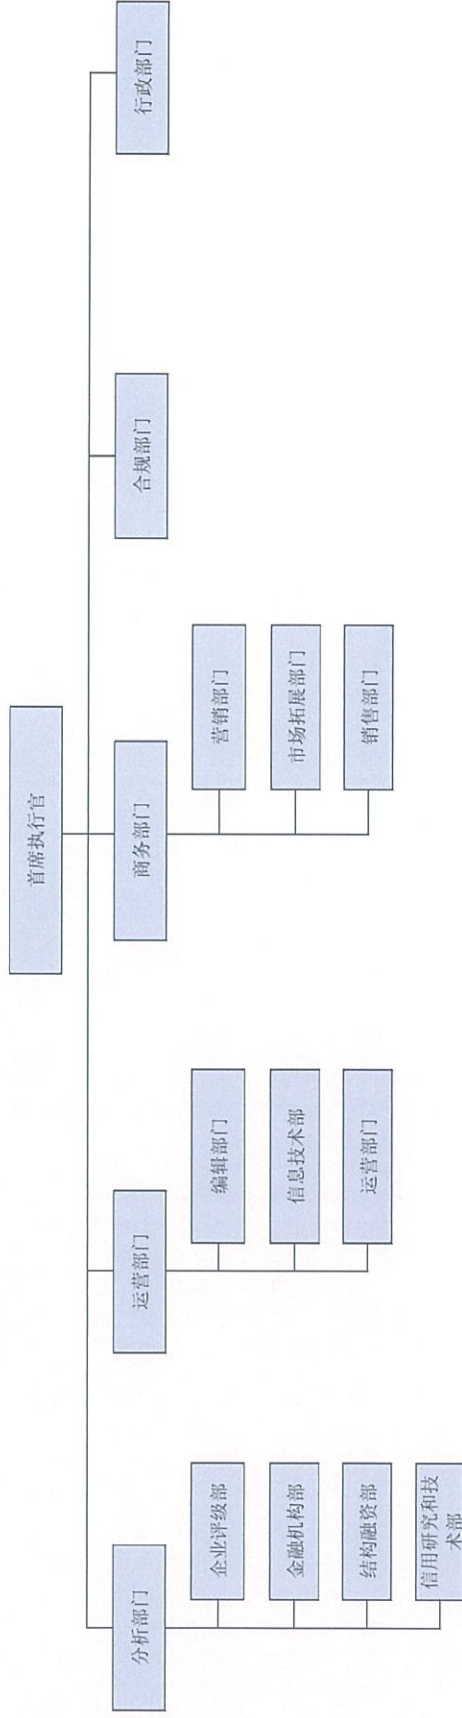 首席执行官
分析部门
运营部门
商务部门
合规部门
行政部门
企业评级部
金融机构部
结构融资部
信用研究和技
术部
编辑部门
信息技术部
运营部门
营销部门
市场拓展部门
销售部门